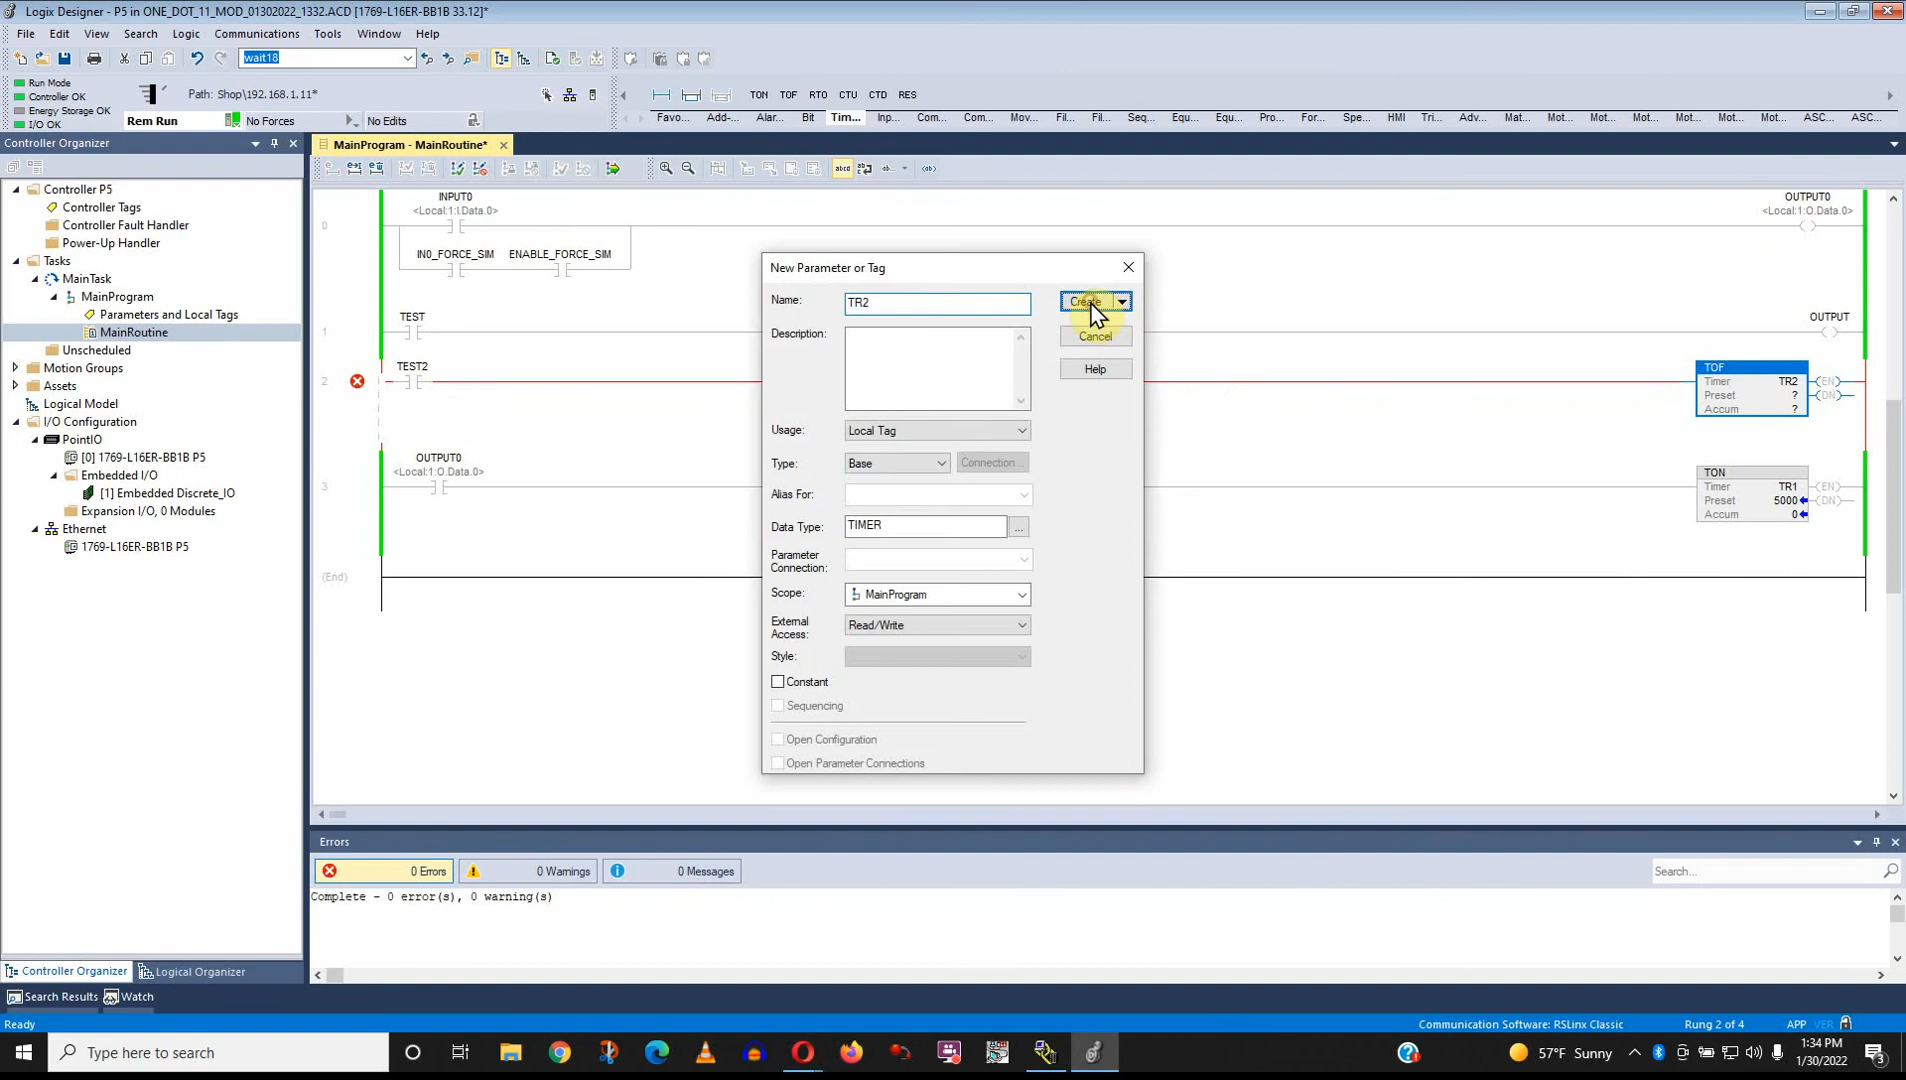 Logix Designer - P5 in ONE_DOT_11_MOD_01302022_1332.ACD [1769-L16ER-BB1B 33.12]*
File Edit View Search Logic Communications Tools Window Help
wait18
Run Mode
Controller OK
Energy Storage OK
I/O OK
Path: Shop\192.168.1.11*
Rem Run No Forces No Edits
TON TOF RTO CTU CTD RES
Favo... Add-... Alar... Bit Tim... Inp... Com... Com... Mov... Fil... Fil... Seq... Equ... Equ... Pro... For... Spe... HMI Tri... Adv... Mat... Mot... Mot... Mot... Mot... Mot... ASC... ASC...
Controller Organizer
MainProgram - MainRoutine*
Controller P5
Controller Tags
Controller Fault Handler
Power-Up Handler
Tasks
MainTask
MainProgram
Parameters and Local Tags
MainRoutine
Unscheduled
Motion Groups
Assets
Logical Model
I/O Configuration
PointIO
[0] 1769-L16ER-BB1B P5
Embedded I/O
[1] Embedded Discrete_IO
Expansion I/O, 0 Modules
Ethernet
1769-L16ER-BB1B P5
Controller Organizer Logical Organizer
INPUT0
<Local:1:I.Data.0>
OUTPUT0
<Local:1:O.Data.0>
0
IN0_FORCE_SIM ENABLE_FORCE_SIM
TEST
OUTPUT
1
TEST2
2
TOF
Timer TR2 (EN)
Preset ? (DN)
Accum ?
OUTPUT0
<Local:1:O.Data.0>
3
TON
Timer TR1 (EN)
Preset 5000 (DN)
Accum 0
(End)
New Parameter or Tag
Name: TR2 Create
Description: Cancel
Help
Usage: Local Tag
Type: Base Connection...
Alias For:
Data Type: TIMER ...
Parameter
Connection:
Scope: MainProgram
External
Access: Read/Write
Style:
Constant
Sequencing
Open Configuration
Open Parameter Connections
Errors
0 Errors 0 Warnings 0 Messages Search...
Complete - 0 error(s), 0 warning(s)
Search Results Watch
Ready Communication Software: RSLinx Classic Rung 2 of 4 APP VER
Type here to search 57°F Sunny 1:34 PM
1/30/2022
3